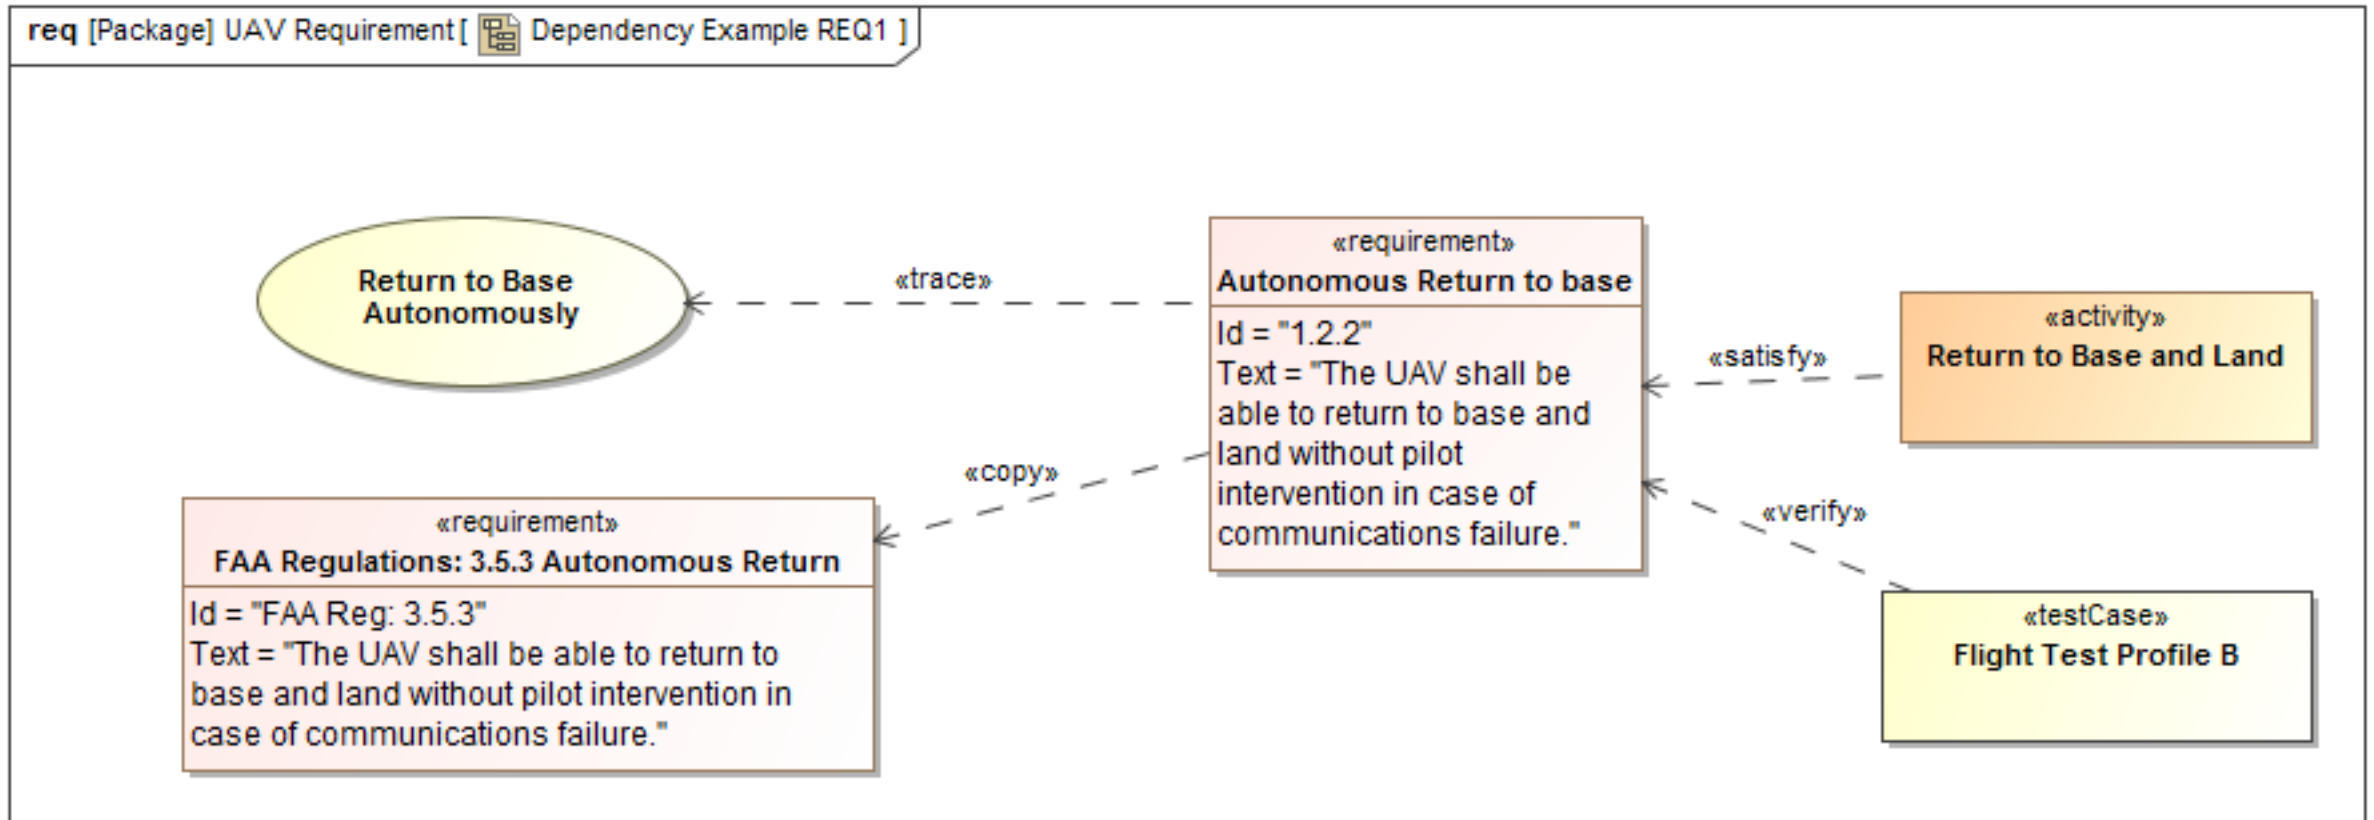 req [Package] UAV Requirement [ Dependency Example REQ1 ]
Return to Base
Autonomously
«trace»
«requirement»
Autonomous Return to base
Id = "1.2.2"
Text = "The UAV shall be
able to return to base and
land without pilot
intervention in case of
communications failure."
«satisfy»
«activity»
Return to Base and Land
«copy»
«verify»
«requirement»
FAA Regulations: 3.5.3 Autonomous Return
Id = "FAA Reg: 3.5.3"
Text = "The UAV shall be able to return to
base and land without pilot intervention in
case of communications failure."
«testCase»
Flight Test Profile B